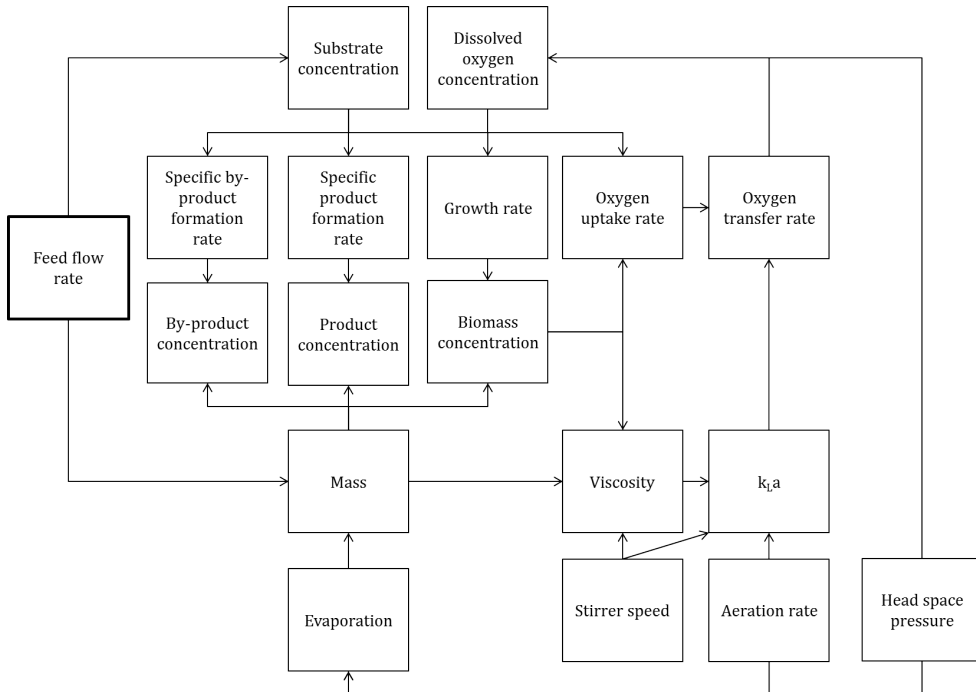 Substrate
concentration
Dissolved
oxygen
concentration
Specific by-
product
formation
rate
Specific
product
formation
rate
Growth rate
Oxygen
uptake rate
Oxygen
transfer rate
Feed flow
rate
By-product
concentration
Product
concentration
Biomass
concentration
Mass
Viscosity
kLa
Evaporation
Stirrer speed
Aeration rate
Head space
pressure